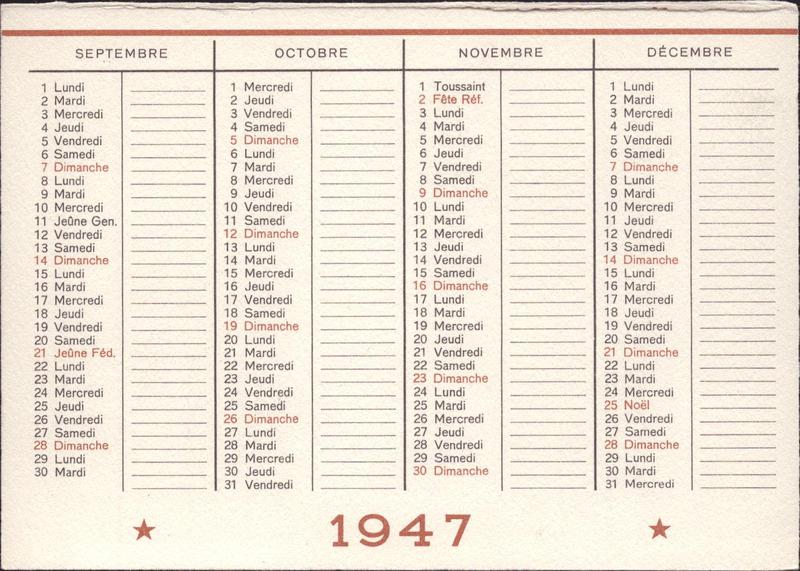 SEPTEMBRE
1 Lundi
2 Mardi
3 Mercredi
4 Jeudi
5 Vendredi
6 Samedi
7 Dimanche
8 Lundi
9 Mardi
10 Mercredi
11 Jeûne Gen.
12 Vendredi
13 Samedi
14 Dimanche
15 Lundi
16 Mardi
17 Mercredi
18 Jeudi
19 Vendredi
20 Samedi
21 Jeûne Féd.
22 Lundi
23 Mardi
24 Mercredi
25 Jeudi
26 Vendredi
27 Samedi
28 Dimanche
29 Lundi
30 Mardi
OCTOBRE
1 Mercredi
2 Jeudi
3 Vendredi
4 Samedi
5 Dimanche
6 Lundi
7 Mardi
8 Mercredi
9 Jeudi
10 Vendredi
11 Samedi
12 Dimanche
13 Lundi
14 Mardi
15 Mercredi
16 Jeudi
17 Vendredi
18 Samedi
19 Dimanche
20 Lundi
21 Mardi
22 Mercredi
23 Jeudi
24 Vendredi
25 Samedi
26 Dimanche
27 Lundi
28 Mardi
29 Mercredi
30 Jeudi
31 Vendredi
NOVEMBRE
1 Toussaint
2 Fête Réf.
3 Lundi
4 Mardi
5 Mercredi
6 Jeudi
7 Vendredi
8 Samedi
9 Dimanche
10 Lundi
11 Mardi
12 Mercredi
13 Jeudi
14 Vendredi
15 Samedi
16 Dimanche
17 Lundi
18 Mardi
19 Mercredi
20 Jeudi
21 Vendredi
22 Samedi
23 Dimanche
24 Lundi
25 Mardi
26 Mercredi
27 Jeudi
28 Vendredi
29 Samedi
30 Dimanche
DÉCEMBRE
1 Lundi
2 Mardi
3 Mercredi
4 Jeudi
5 Vendredi
6 Samedi
7 Dimanche
8 Lundi
9 Mardi
10 Mercredi
11 Jeudi
12 Vendredi
13 Samedi
14 Dimanche
15 Lundi
16 Mardi
17 Mercredi
18 Jeudi
19 Vendredi
20 Samedi
21 Dimanche
22 Lundi
23 Mardi
24 Mercredi
25 Noël
26 Vendredi
27 Samedi
28 Dimanche
29 Lundi
30 Mardi
31 Mercredi
1947